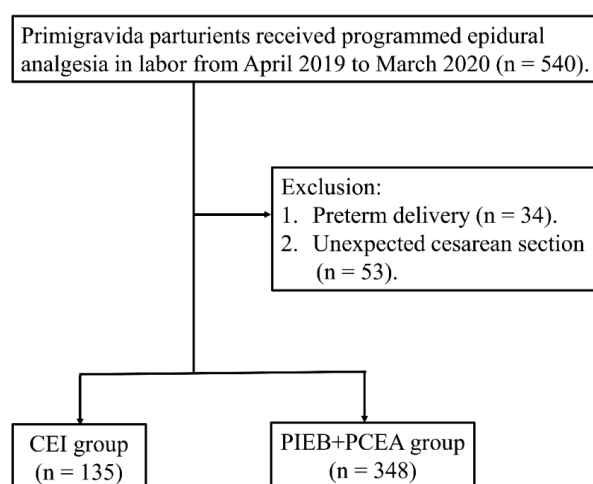 Primigravida parturients received programmed epidural
analgesia in labor from April 2019 to March 2020 (n = 540).
Exclusion:
1. Preterm delivery (n = 34).
2. Unexpected cesarean section
(n = 53).
CEI group
(n = 135)
PIEB+PCEA group
(n = 348)